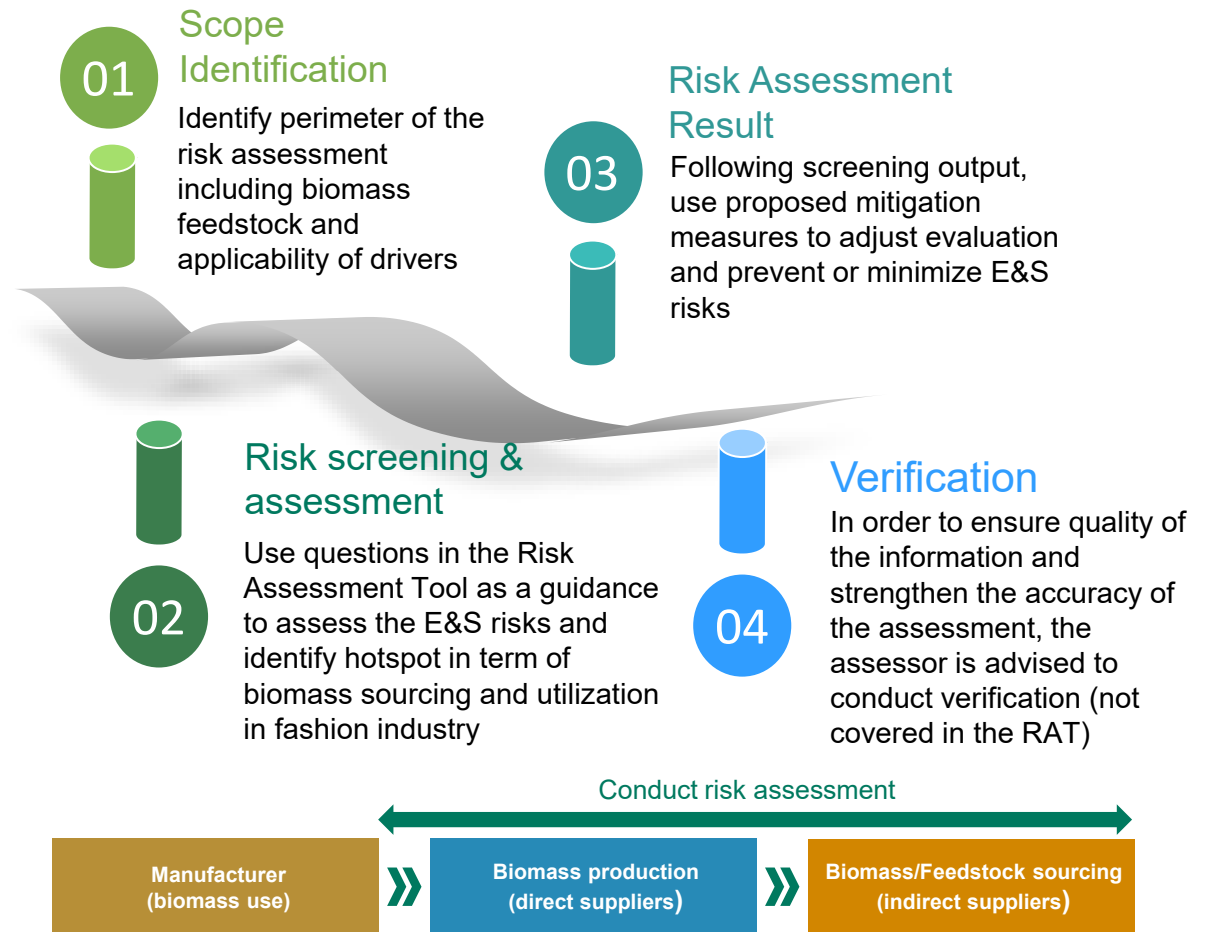 01
Scope
Identification
Identify perimeter of the
risk assessment
including biomass
feedstock and
applicability of drivers
02
Risk screening &
assessment
Use questions in the Risk
Assessment Tool as a guidance
to assess the E&S risks and
identify hotspot in term of
biomass sourcing and utilization
in fashion industry
03
Risk Assessment
Result
Following screening output,
use proposed mitigation
measures to adjust evaluation
and prevent or minimize E&S
risks
04
Verification
In order to ensure quality of
the information and
strengthen the accuracy of
the assessment, the
assessor is advised to
conduct verification (not
covered in the RAT)
Conduct risk assessment
Manufacturer
(biomass use)
Biomass production
(direct suppliers)
Biomass/Feedstock sourcing
(indirect suppliers)